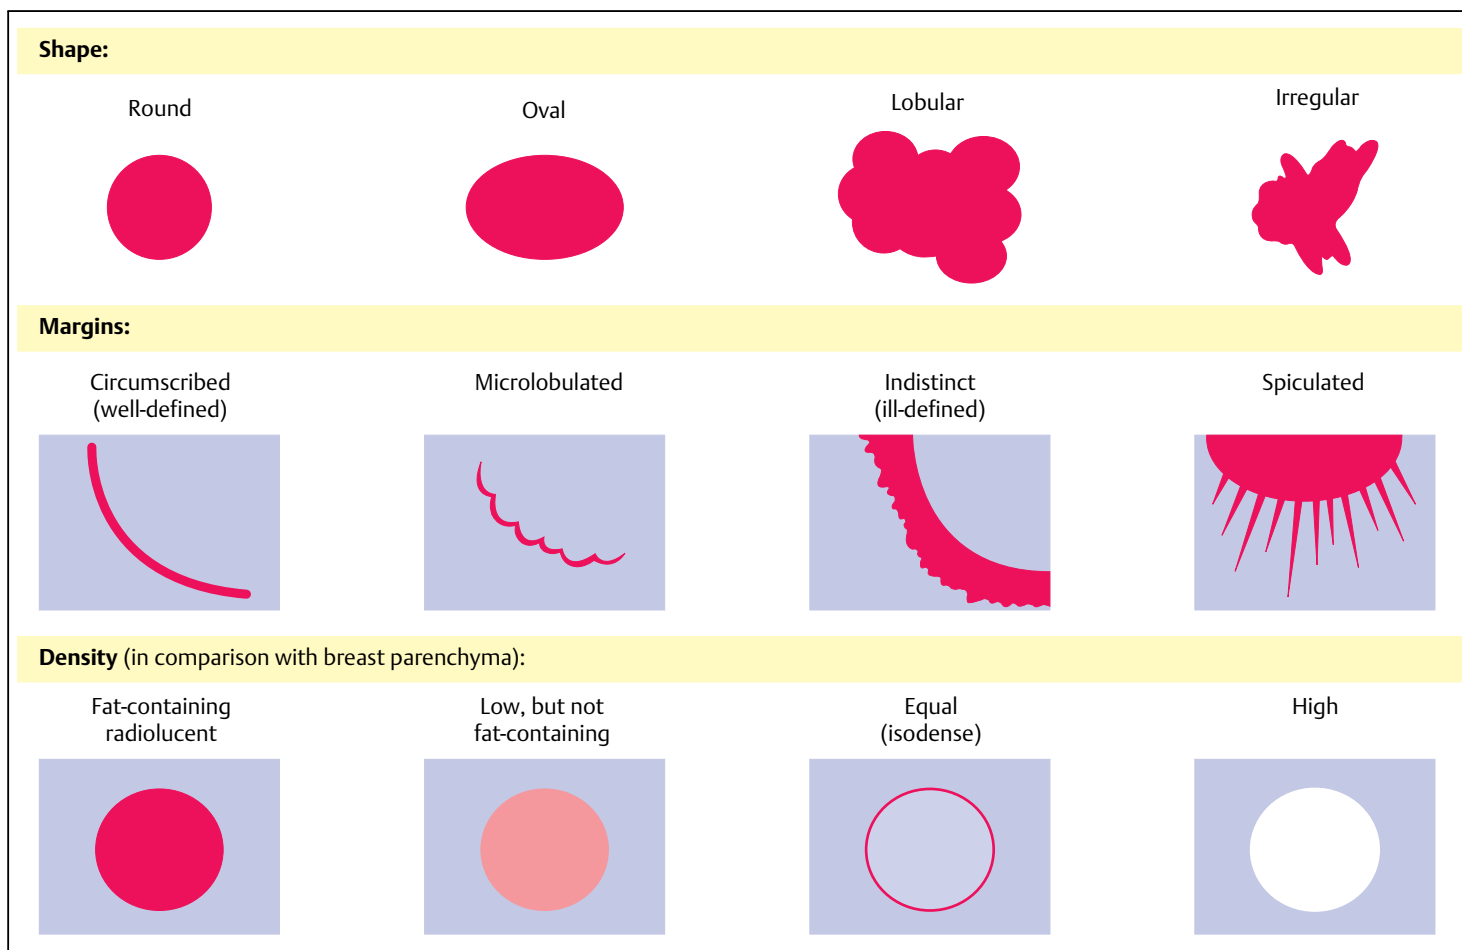 Shape:
Round
Oval
Lobular
Irregular
Margins:
Circumscribed
(well-defined)
Microlobulated
Indistinct
(ill-defined)
Spiculated
Density (in comparison with breast parenchyma):
Fat-containing
radiolucent
Low, but not
fat-containing
Equal
(isodense)
High